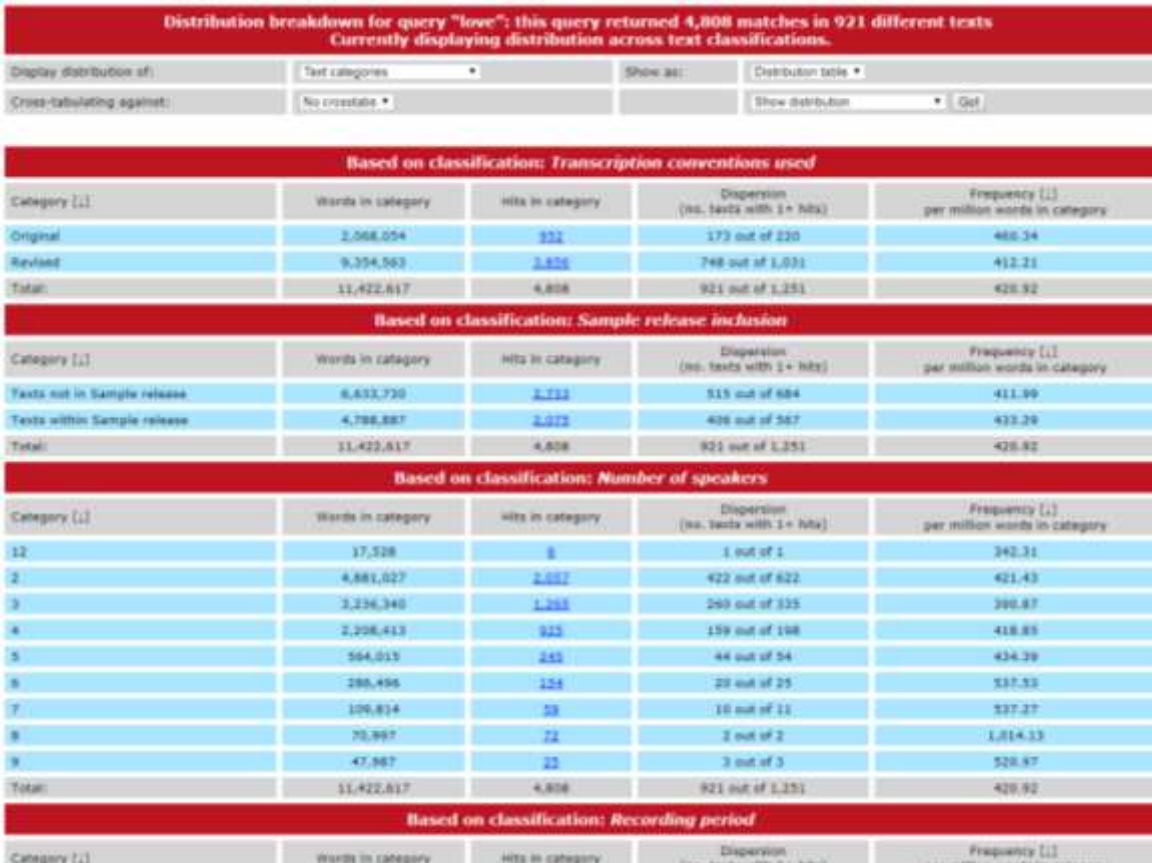 Distribution breakdown for query "love": this query returned 4,808 matches in 921 different texts
Currently displaying distribution across text classifications.
Display distribution of: Text categories Show as: Distribution table
Cross-tabulating against: No crosstabs Show distribution Go!
Based on classification: Transcription conventions used
Category [↓] Words in category Hits in category Dispersion (no. texts with 1+ hits) Frequency [↓] per million words in category
Original 2,068,054 952 173 out of 220 460.34
Revised 9,354,563 3,856 748 out of 1,031 412.21
Total: 11,422,617 4,808 921 out of 1,251 420.92
Based on classification: Sample release inclusion
Category [↓] Words in category Hits in category Dispersion (no. texts with 1+ hits) Frequency [↓] per million words in category
Texts not in Sample release 6,633,730 2,733 515 out of 684 411.99
Texts within Sample release 4,788,887 2,075 406 out of 567 433.29
Total: 11,422,617 4,808 921 out of 1,251 420.92
Based on classification: Number of speakers
Category [↓] Words in category Hits in category Dispersion (no. texts with 1+ hits) Frequency [↓] per million words in category
12 17,528 6 1 out of 1 342.31
2 4,881,027 2,057 422 out of 622 421.43
3 3,236,340 1,265 260 out of 335 390.87
4 2,208,413 925 159 out of 198 418.85
5 564,015 245 44 out of 54 434.39
6 286,496 154 20 out of 25 537.53
7 109,814 59 10 out of 11 537.27
8 70,997 72 2 out of 2 1,014.13
9 47,987 25 3 out of 3 520.97
Total: 11,422,617 4,808 921 out of 1,251 420.92
Based on classification: Recording period
Category [↓] Words in category Hits in category Dispersion Frequency [↓]